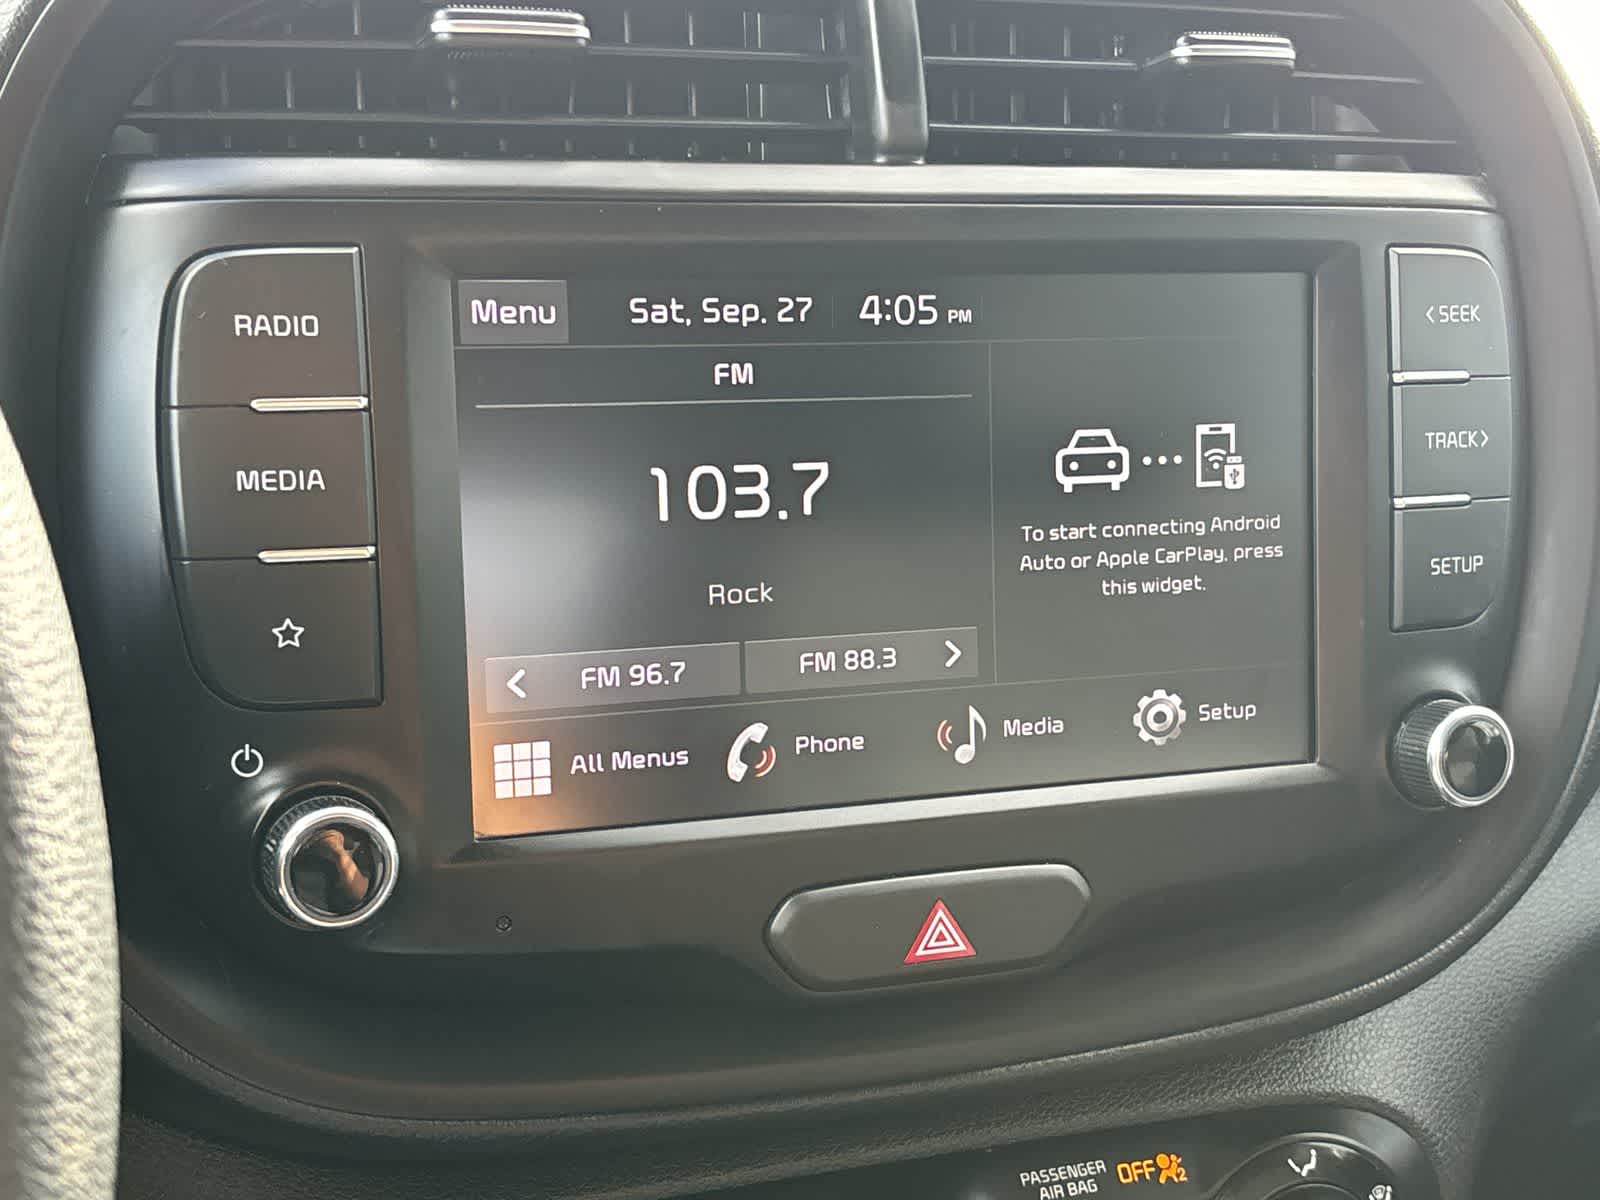 RADIO
MEDIA
Menu
Sat, Sep. 27
4:05 PM
FM
103.7
Rock
< FM 96.7
FM 88.3 >
To start connecting Android
Auto or Apple CarPlay, press
this widget.
All Menus
Phone
Media
Setup
< SEEK
TRACK >
SETUP
PASSENGER
AIR BAG
OFF
2